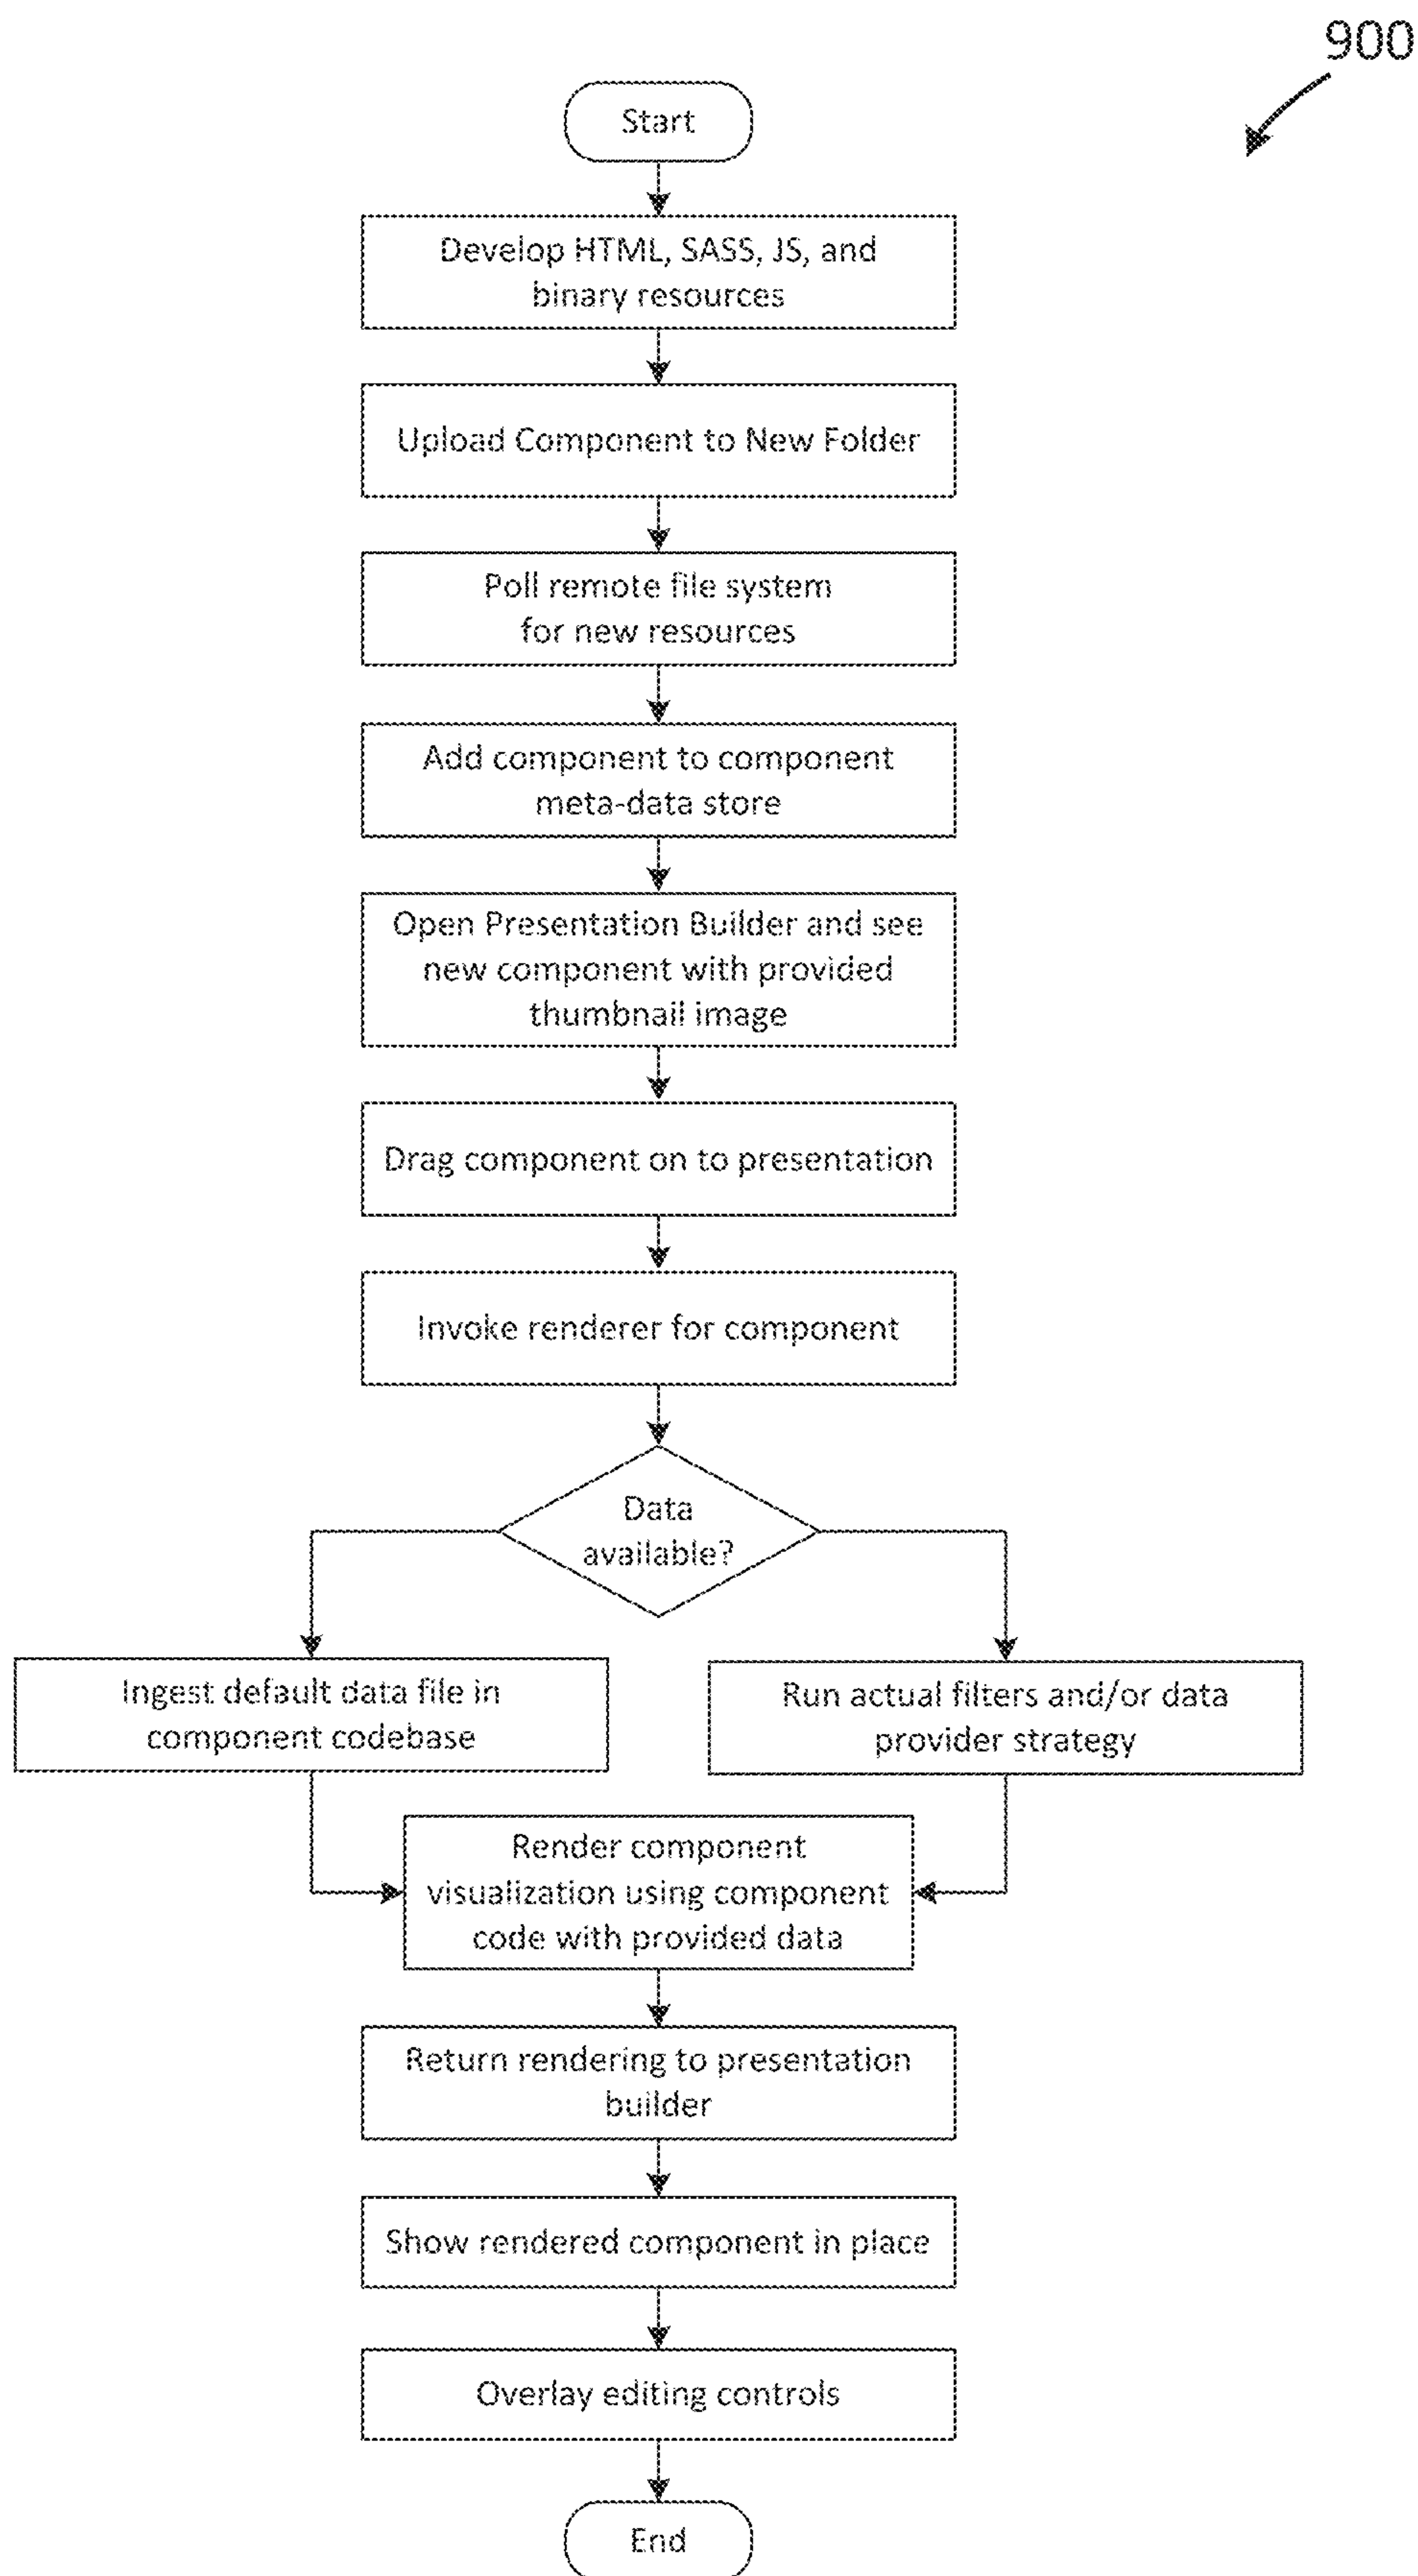 900
Start
Develop HTML, SASS, JS, and
binary resources
Upload Component to New Folder
Poll remote file system
for new resources
Add component to component
meta-data store
Open Presentation Builder and see
new component with provided
thumbnail image
Drag component on to presentation
Invoke renderer for component
Data
available?
Ingest default data file in
component codebase
Run actual filters and/or data
provider strategy
Render component
visualization using component
code with provided data
Return rendering to presentation
builder
Show rendered component in place
Overlay editing controls
End